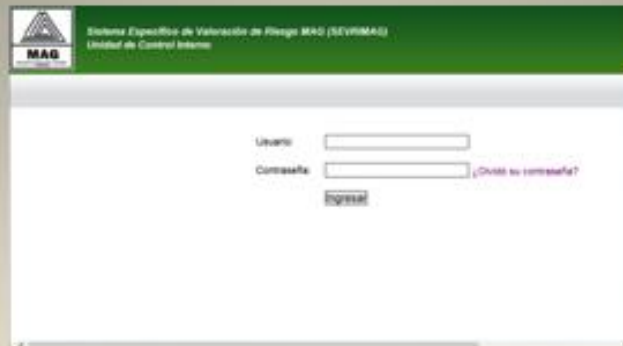 Sistema Específico de Valoración de Riesgo MAG (SEVRIMAG)
Unidad de Control Interno
MAG
Usuario
Contraseña
¿Olvidó su contraseña?
Ingresar